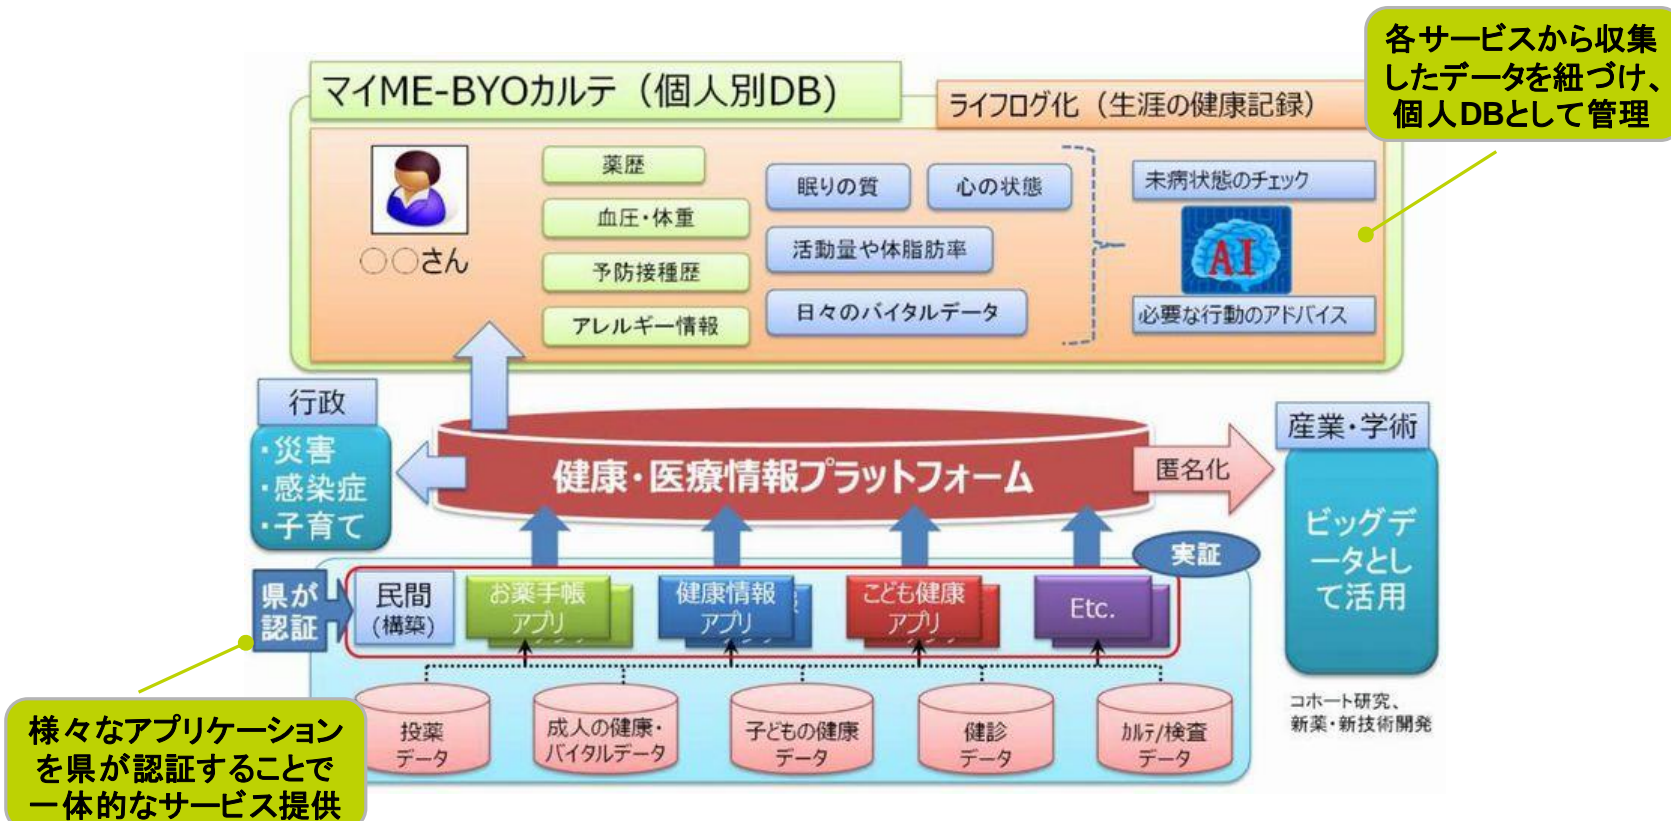 各サービスから収集
したデータを紐づけ、
個人DBとして管理
マイME-BYOカルテ（個人別DB)
ライフログ化（生涯の健康記録）
○○さん
薬歴
血圧・体重
予防接種歴
アレルギー情報
眠りの質
心の状態
活動量や体脂肪率
日々のバイタルデータ
未病状態のチェック
AI
必要な行動のアドバイス
行政
・災害
・感染症
・子育て
健康・医療情報プラットフォーム
匿名化
産業・学術
ビッグデ
ータとし
て活用
コホート研究、
新薬・新技術開発
実証
県が
認証
民間
(構築)
お薬手帳
アプリ
健康情報
アプリ
こども健康
アプリ
Etc.
投薬
データ
成人の健康・
バイタルデータ
子どもの健康
データ
健診
データ
ｶﾙﾃ/検査
データ
様々なアプリケーション
を県が認証することで
一体的なサービス提供